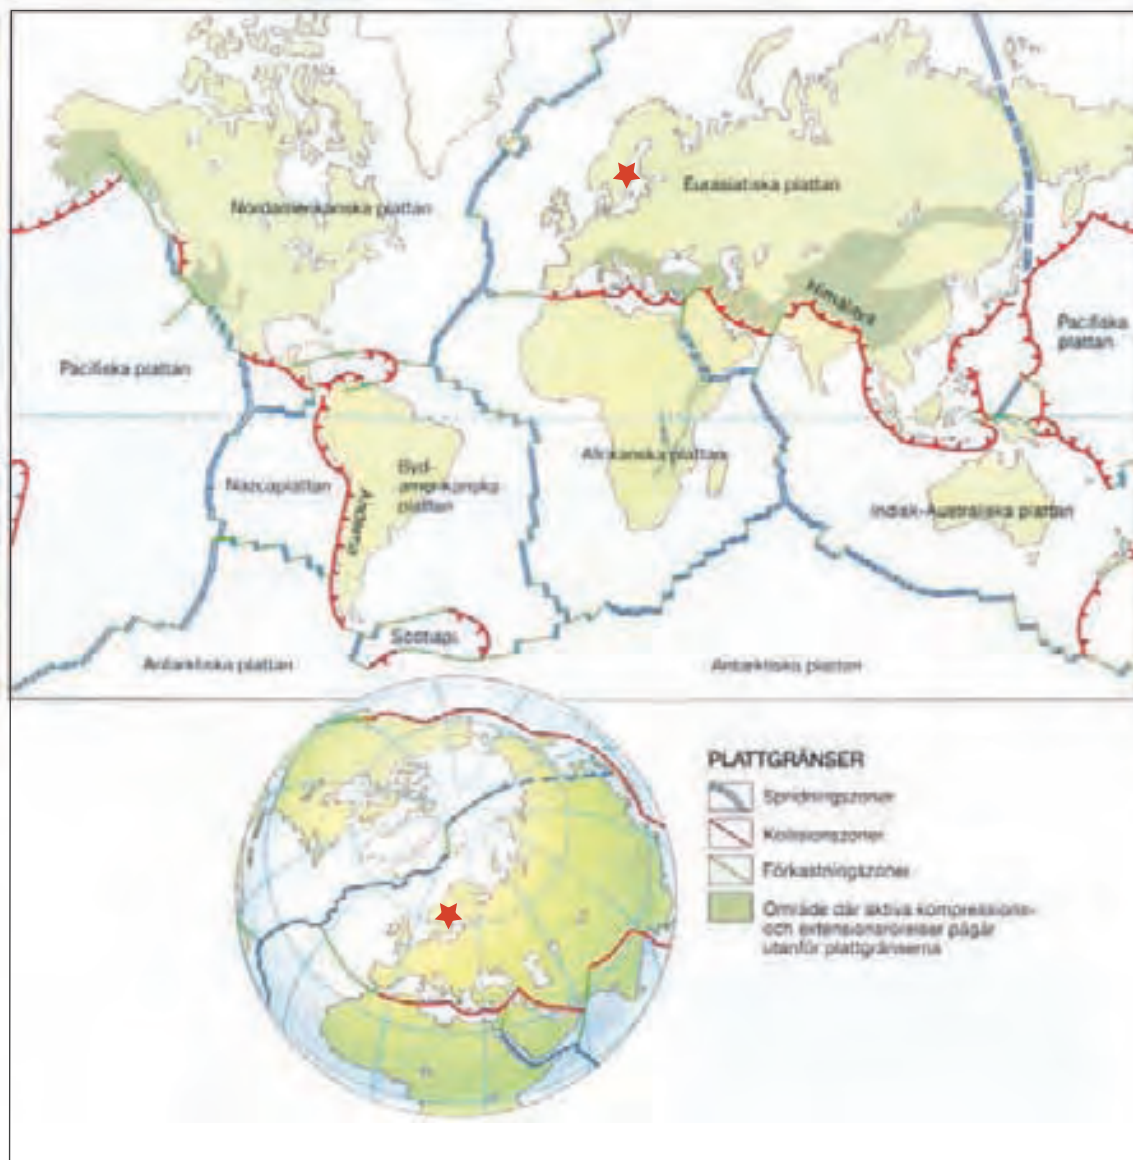 Nordamerikanska plattan
Eurasiatiska plattan
Himalaya
Pacifiska plattan
Pacifiska
plattan
Nazcaplattan
Anderna
Syd-
amerikanska
plattan
Afrikanska plattan
Indisk-Australiska plattan
Antarktiska plattan
Antarktiska plattan
PLATTGRÄNSER
Spridningszoner
Kollisionszoner
Förkastningszoner
Område där aktiva kompressions-
och extensionsrörelser pågår
utanför plattgränserna